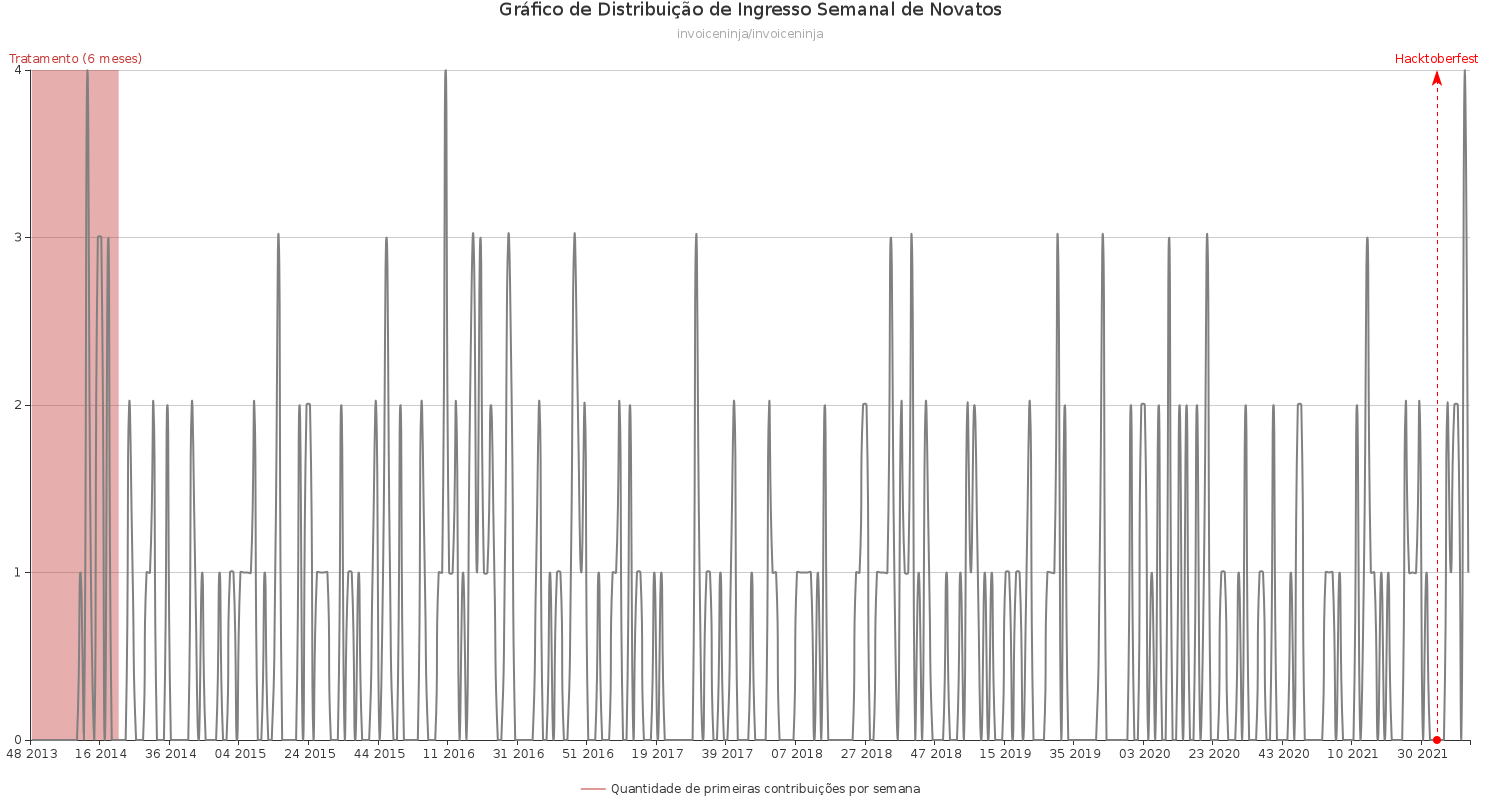 Gráfico de Distribuição de Ingresso Semanal de Novatos
invoiceninja/invoiceninja
Tratamento (6 meses)
Hacktoberfest
4
3
2
1
0
48 2013 16 2014 36 2014 04 2015 24 2015 44 2015 11 2016 31 2016 51 2016 19 2017 39 2017 07 2018 27 2018 47 2018 15 2019 35 2019 03 2020 23 2020 43 2020 10 2021 30 2021
Quantidade de primeiras contribuições por semana